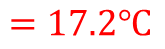 = 17.2℃